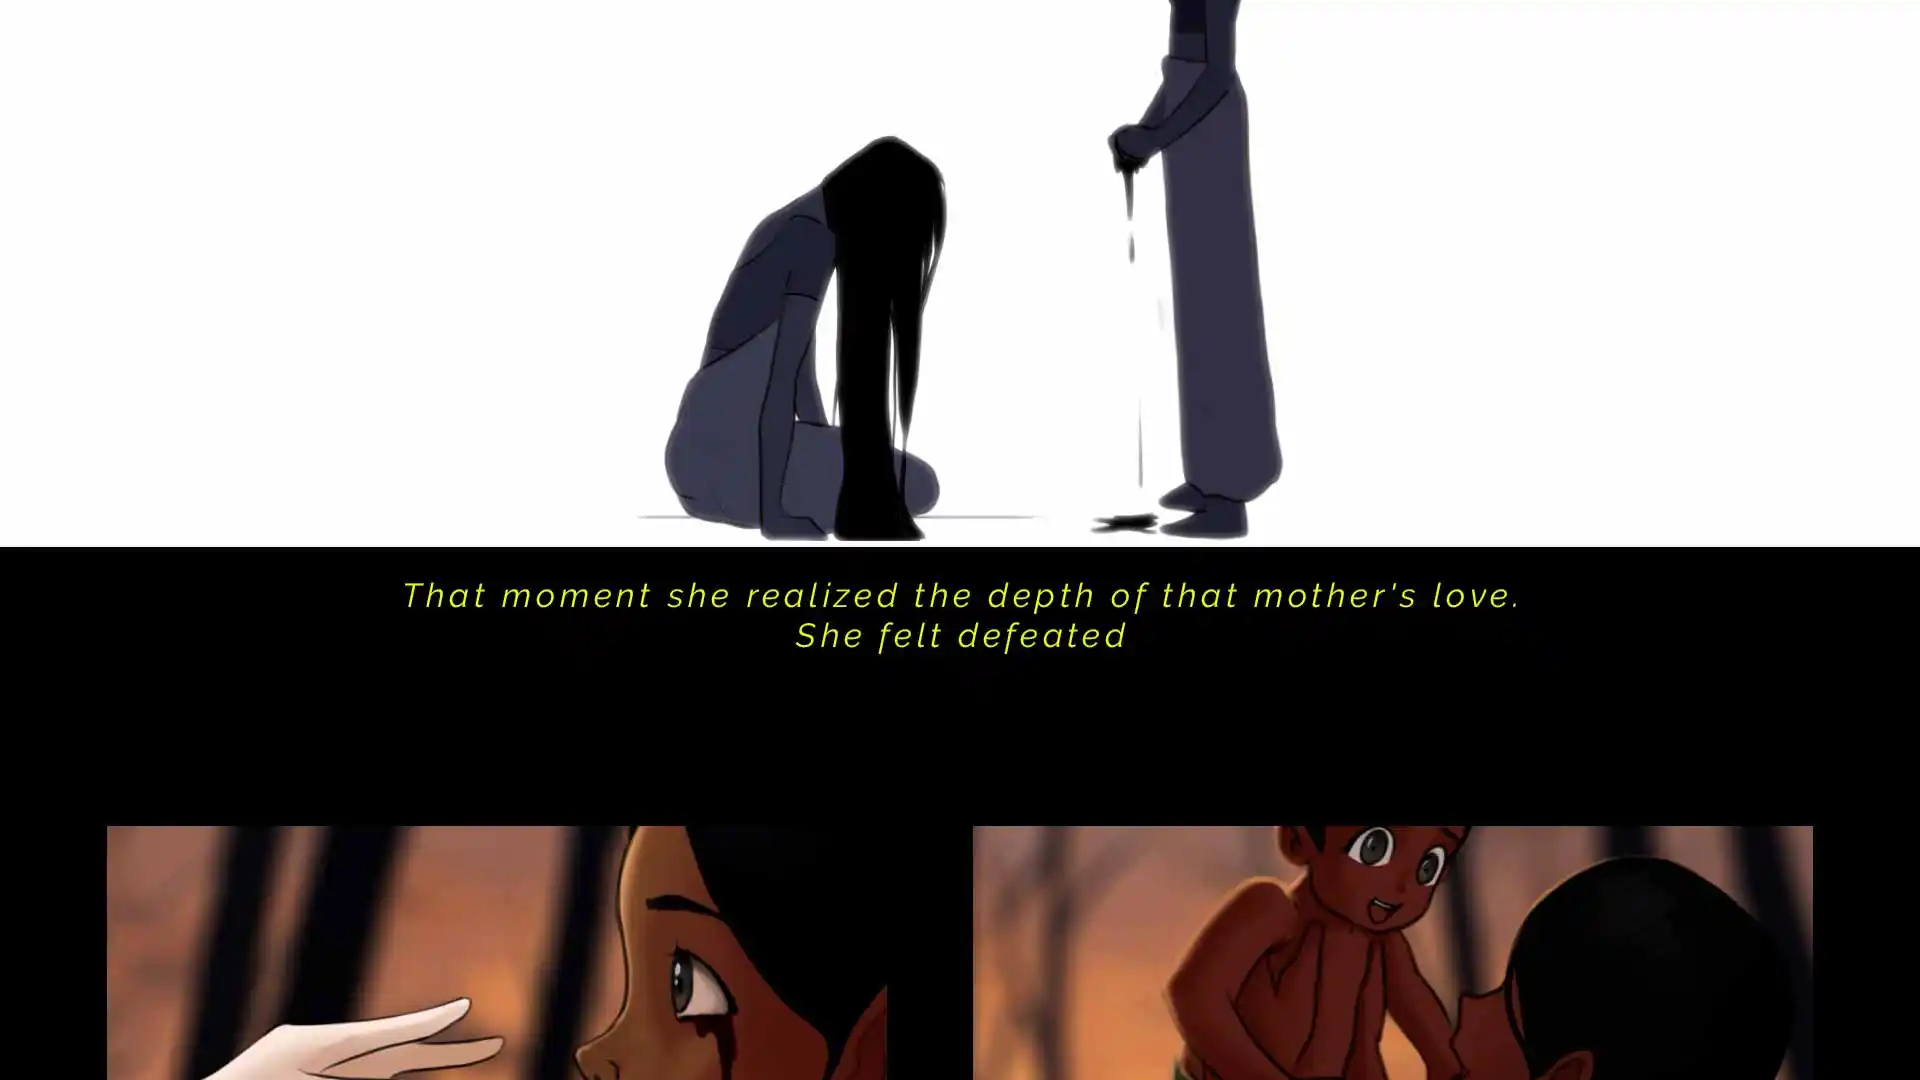 That moment she realized the depth of that mother's love.
She felt defeated